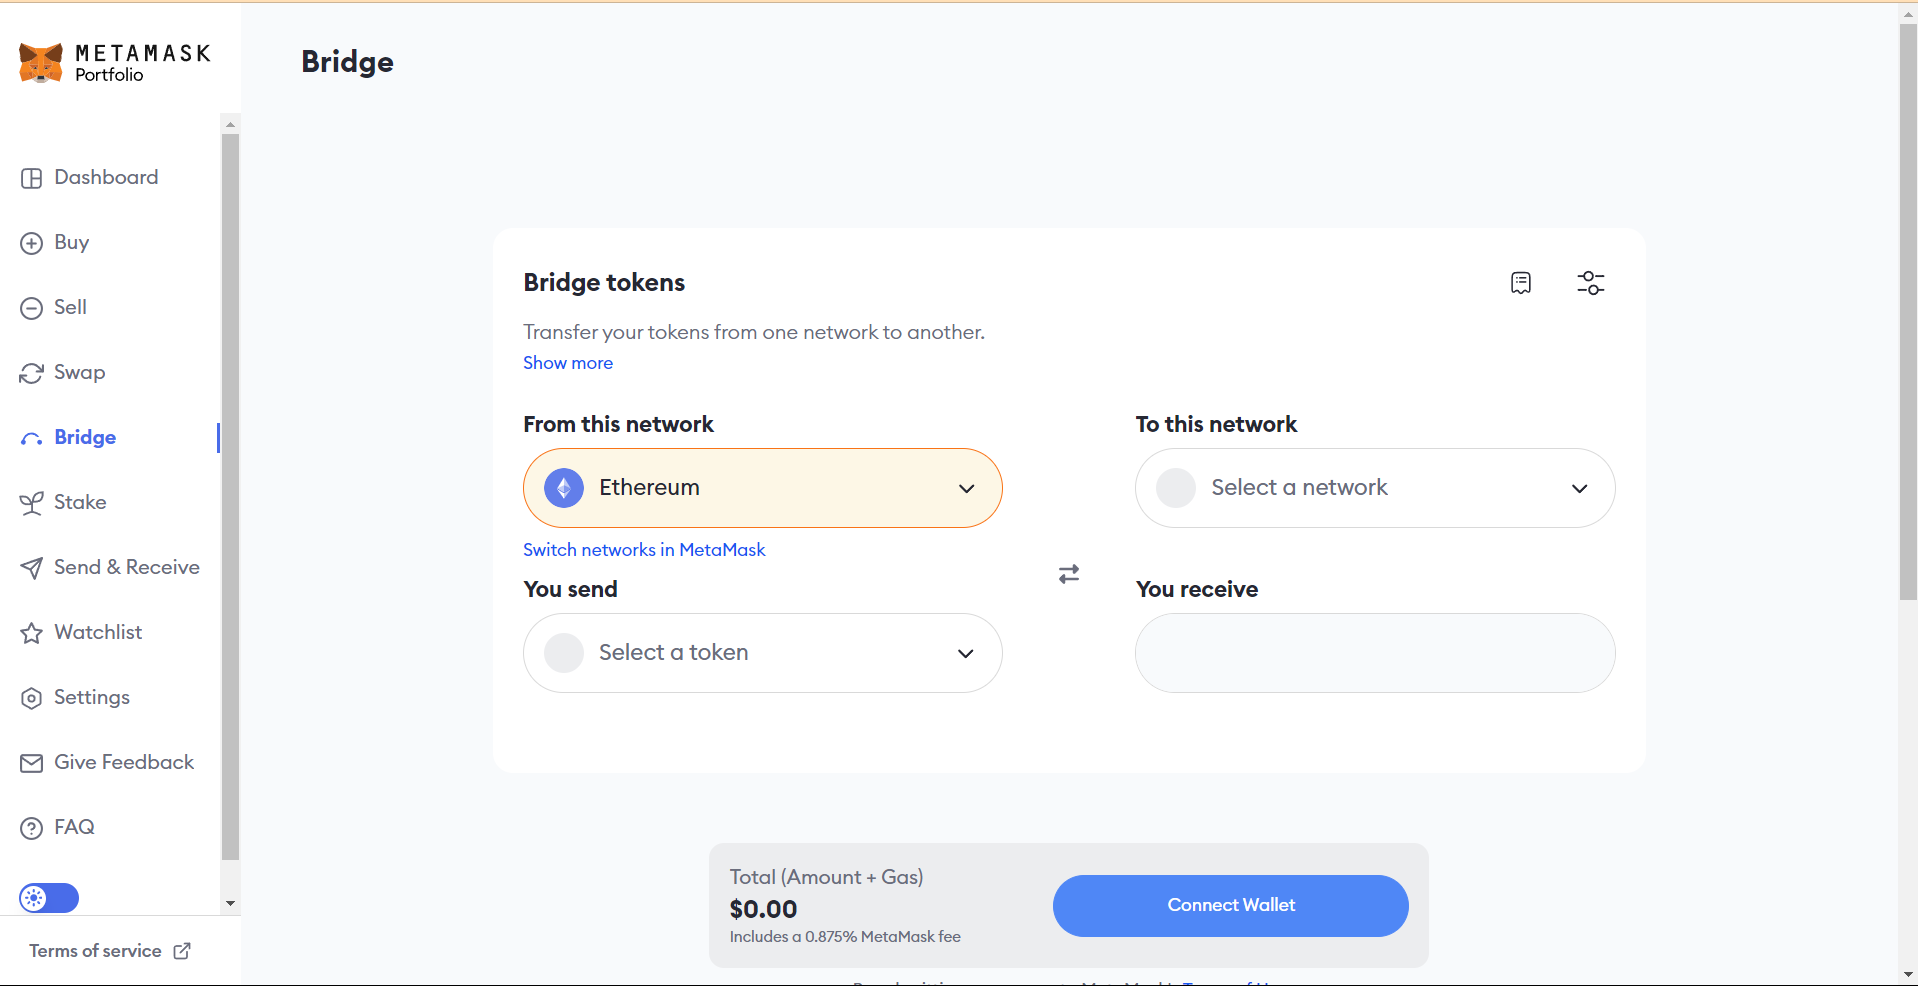 METAMASK
Portfolio
Bridge
Dashboard
Buy
Sell
Swap
Bridge
Stake
Send & Receive
Watchlist
Settings
Give Feedback
FAQ
Terms of service
Bridge tokens
Transfer your tokens from one network to another.
Show more
From this network
To this network
Ethereum
Select a network
Switch networks in MetaMask
You send
You receive
Select a token
Total (Amount + Gas)
$0.00
Includes a 0.875% MetaMask fee
Connect Wallet